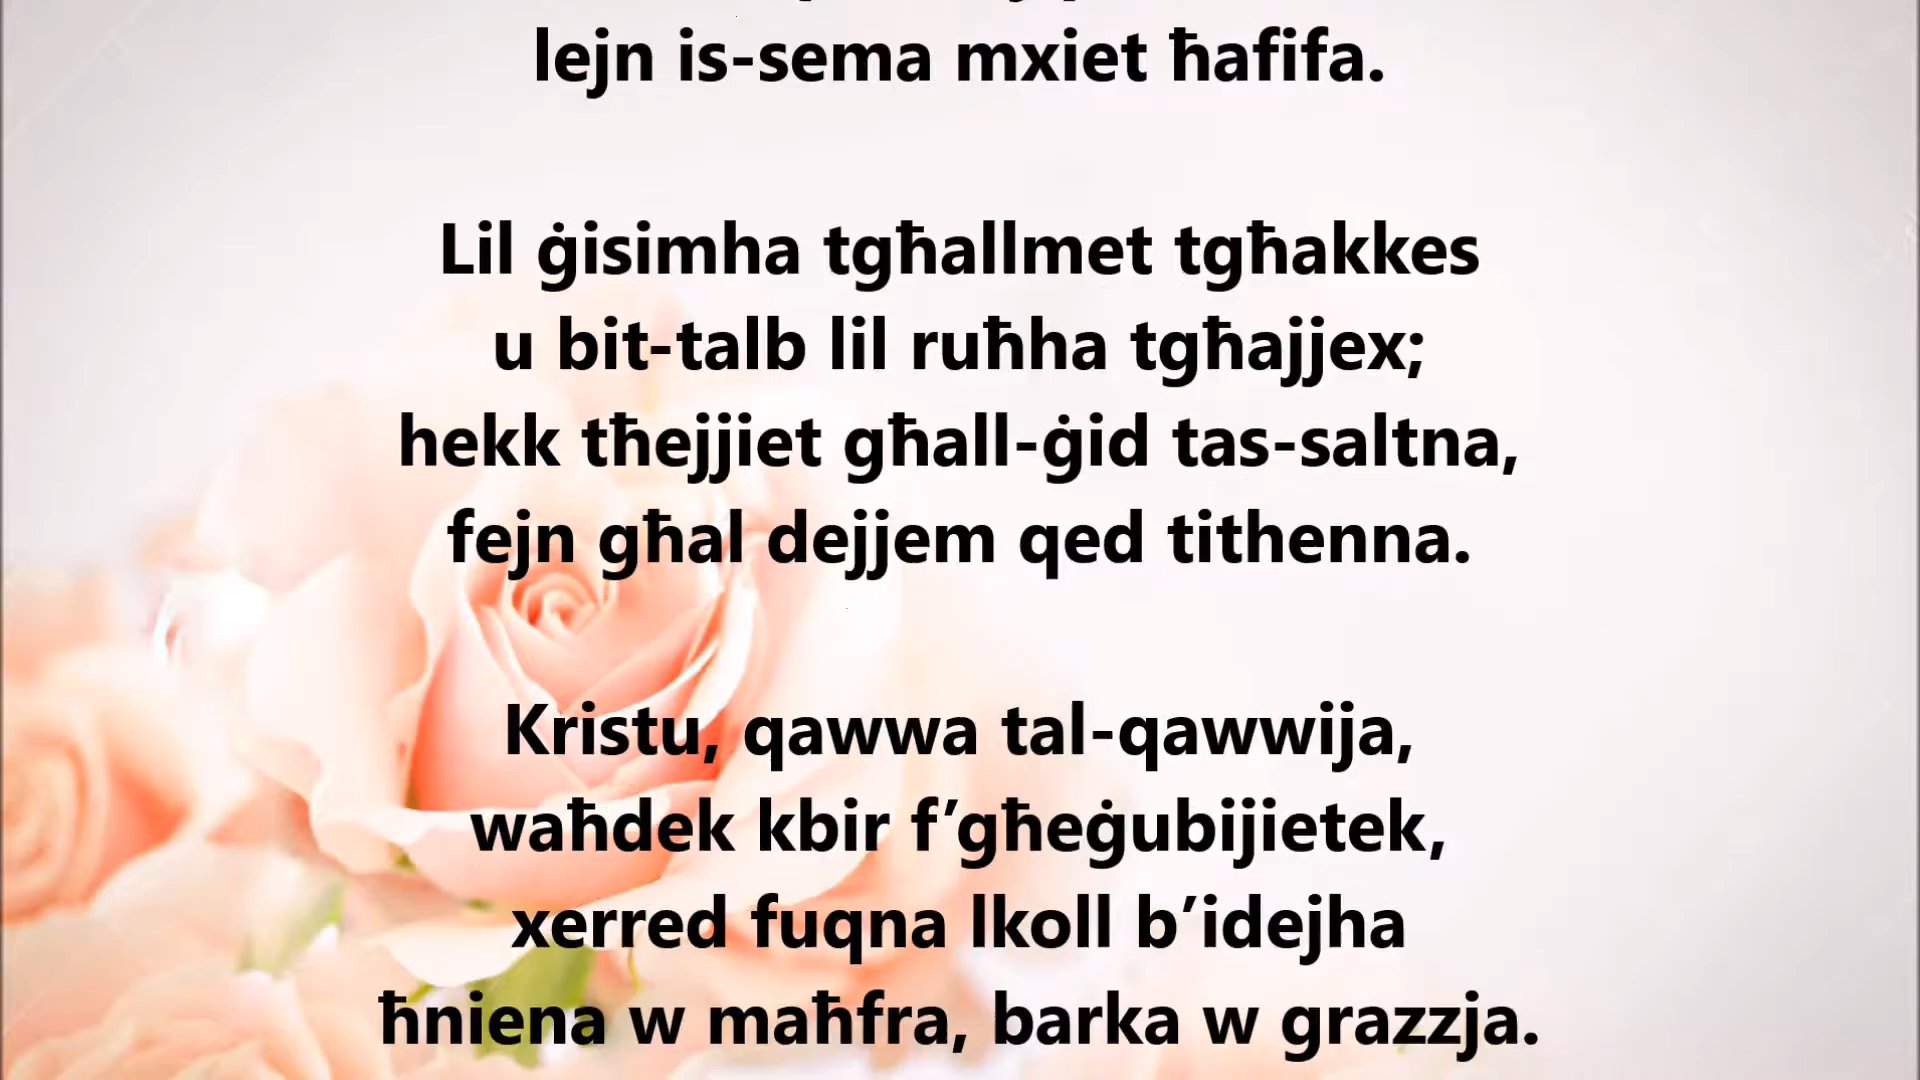 lejn is-sema mxiet ħafifa.
Lil ġisimha tgħallmet tgħakkes
u bit-talb lil ruħha tgħajjex;
hekk tħejjiet għall-ġid tas-saltna,
fejn għal dejjem qed tithenna.
Kristu, qawwa tal-qawwija,
waħdek kbir f’għeġubijietek,
xerred fuqna lkoll b’idejha
ħniena w maħfra, barka w grazzja.